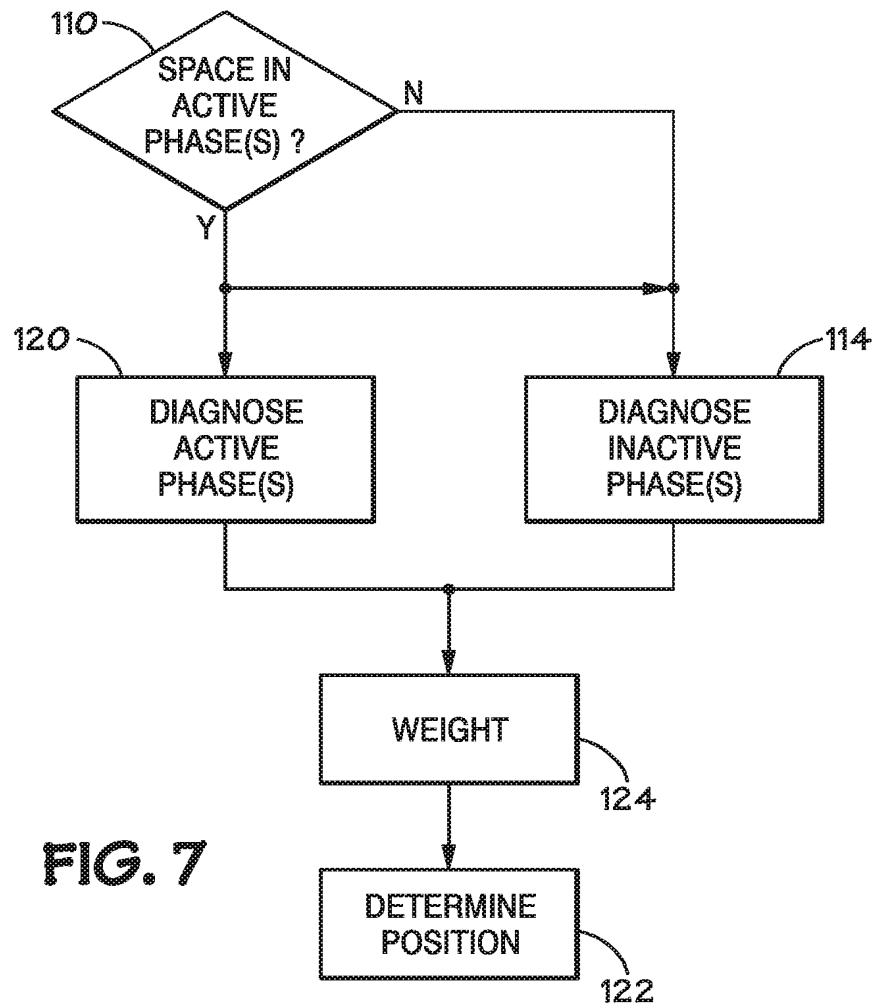 110
SPACE IN
ACTIVE
PHASE(S) ?
N
Y
120
114
DIAGNOSE
ACTIVE
PHASE(S)
DIAGNOSE
INACTIVE
PHASE(S)
WEIGHT
124
FIG. 7
DETERMINE
POSITION
122